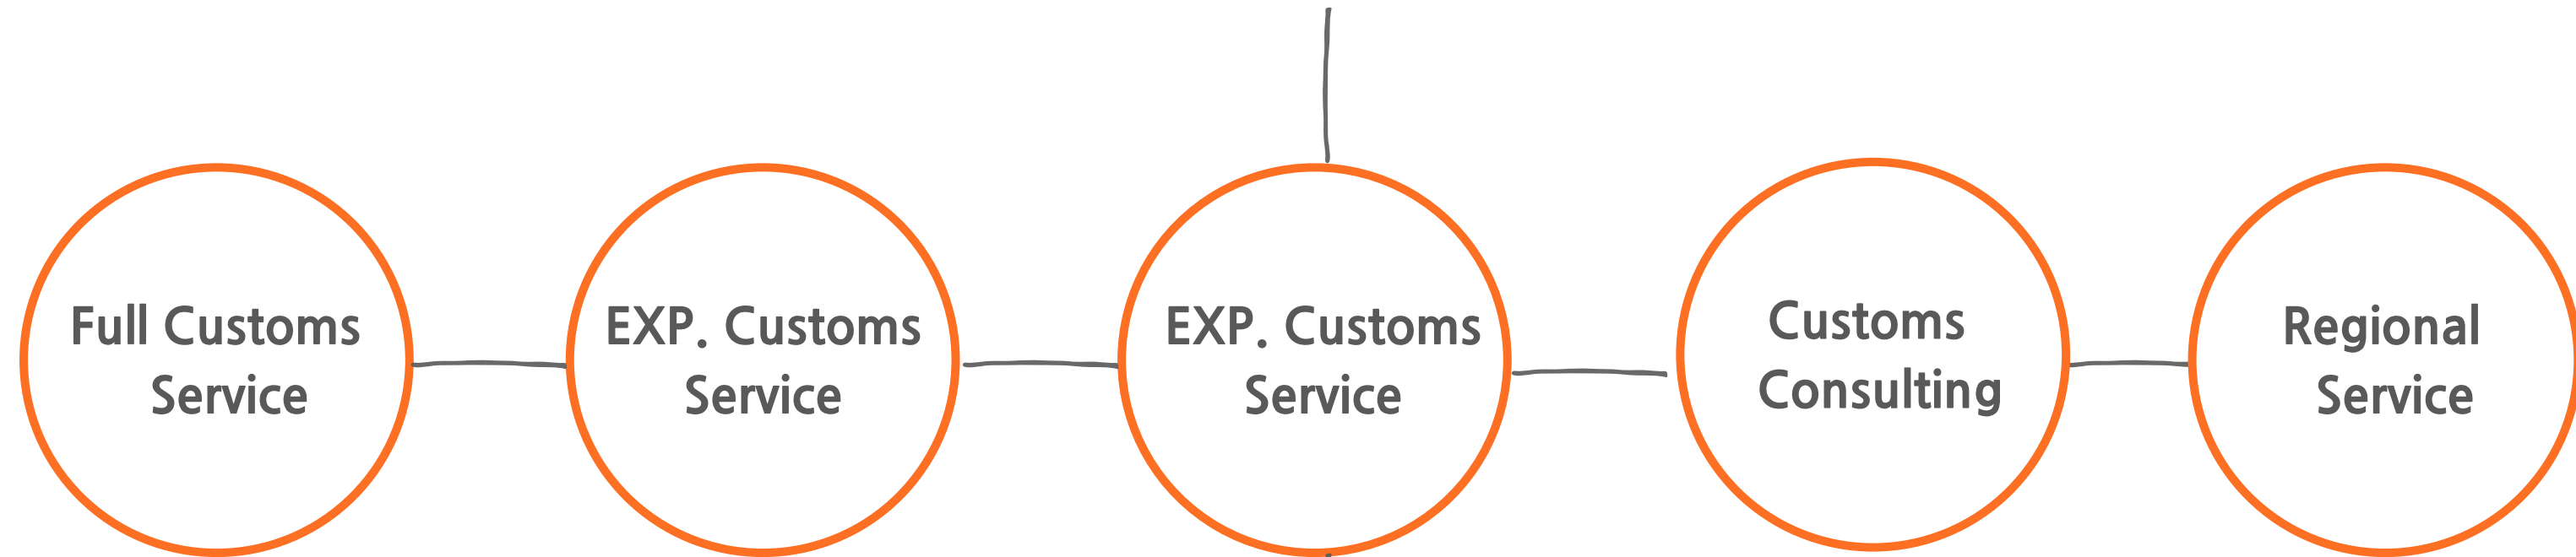 Full Customs
Service
EXP. Customs
Service
EXP. Customs
Service
Customs
Consulting
Regional
Service